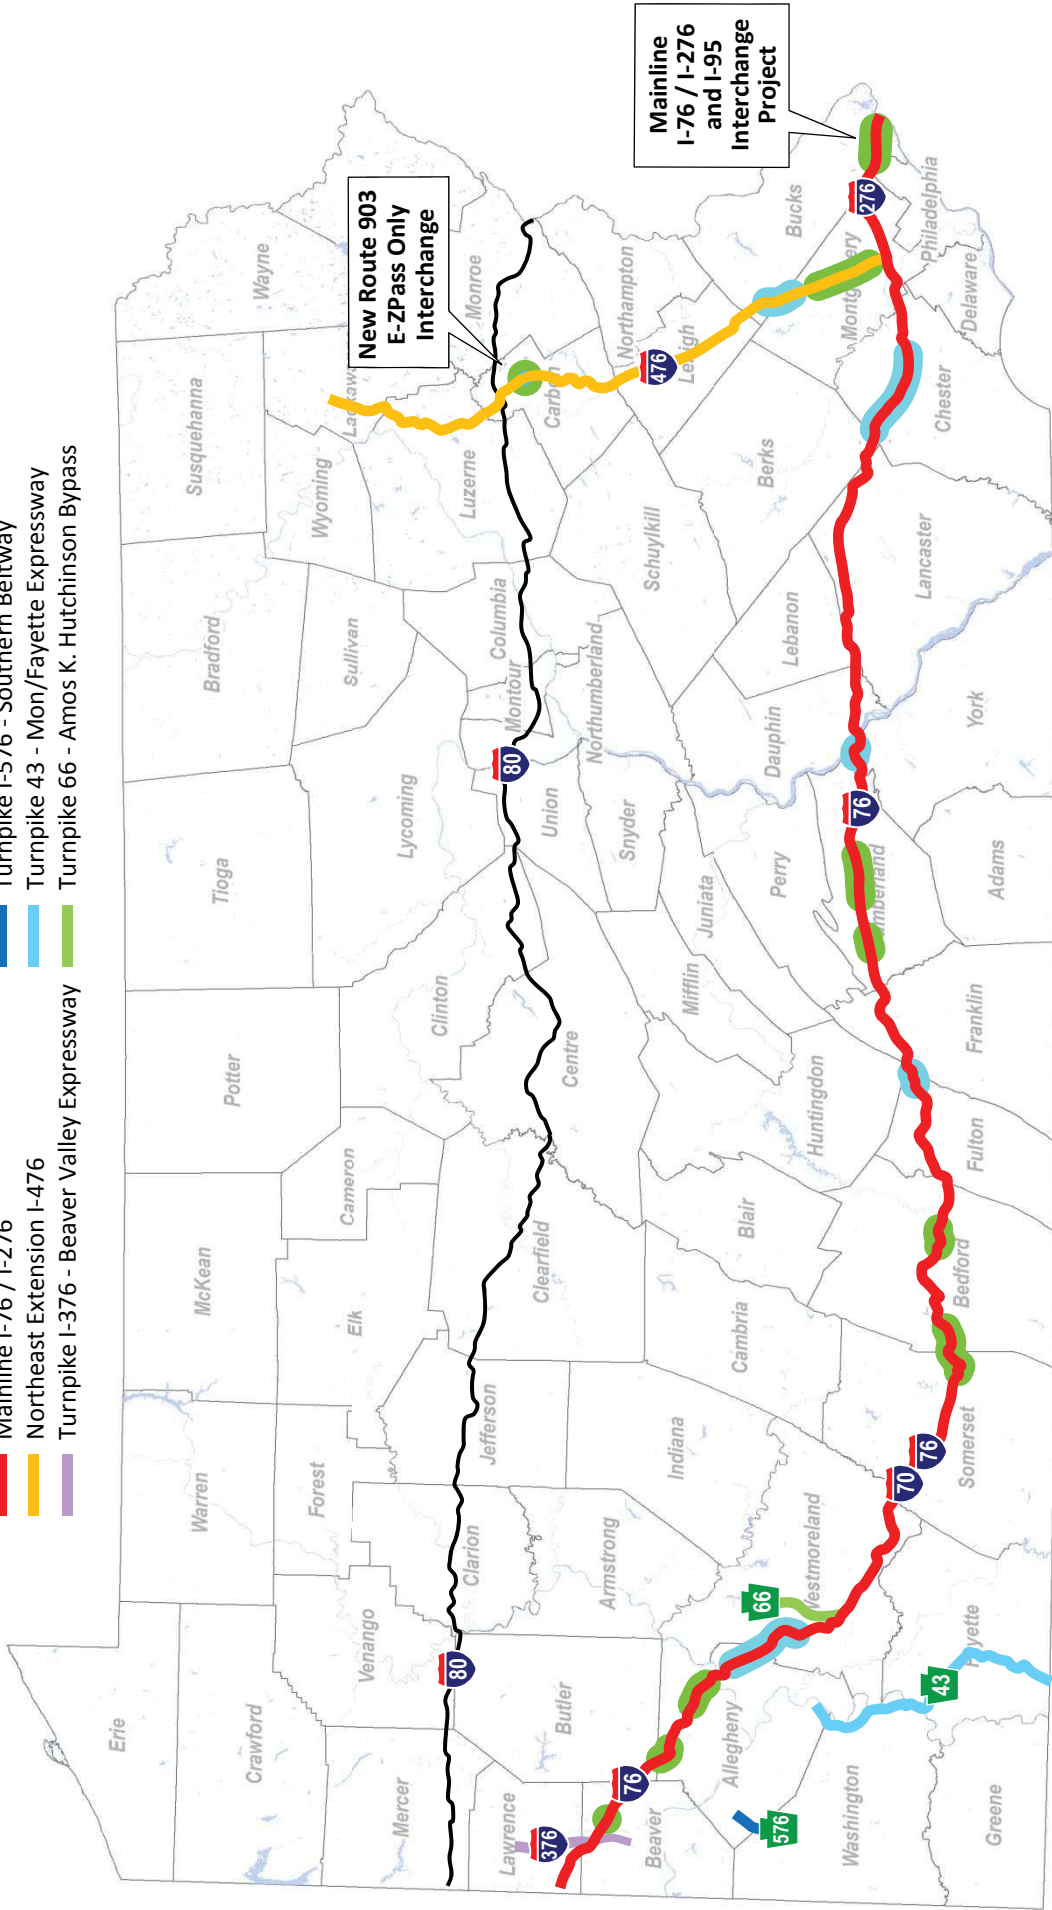 Mainline I-76 / I-276
Northeast Extension I-476
Turnpike I-376 - Beaver Valley Expressway
Turnpike I-576 - Southern Beltway
Turnpike 43 - Mon/Fayette Expressway
Turnpike 66 - Amos K. Hutchinson Bypass
Erie
Crawford
Mercer
Lawrence
Beaver
Washington
Greene
Warren
Forest
Venango
Clarion
Butler
Armstrong
Allegheny
Westmoreland
Fayette
McKean
Elk
Jefferson
Indiana
Somerset
Cameron
Clearfield
Cambria
Blair
Bedford
Potter
Clinton
Centre
Huntingdon
Fulton
Franklin
Tioga
Lycoming
Union
Snyder
Mifflin
Juniata
Perry
mberland
Adams
Bradford
Sullivan
Columbia
Montour
Northumberland
Dauphin
Lebanon
York
Lancaster
Susquehanna
Wyoming
Lackawa
Luzerne
Schuylkill
Berks
Chester
Wayne
Monroe
Carbon
Northampton
Lehigh
Bucks
Montgomery
Philadelphia
Delaware
New Route 903
E-ZPass Only
Interchange
Mainline
I-76 / I-276
and I-95
Interchange
Project
80
80
376
76
576
66
43
70
76
76
476
276